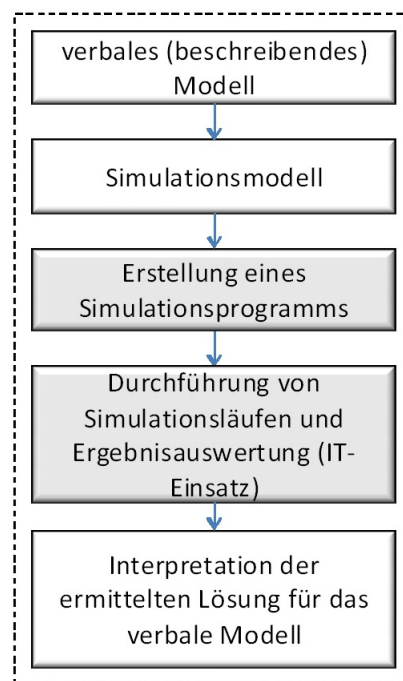 verbales (beschreibendes)
Modell
Simulationsmodell
Erstellung eines
Simulationsprogramms
Durchführung von
Simulationsläufen und
Ergebnisauswertung (IT-
Einsatz)
Interpretation der
ermittelten Lösung für das
verbale Modell